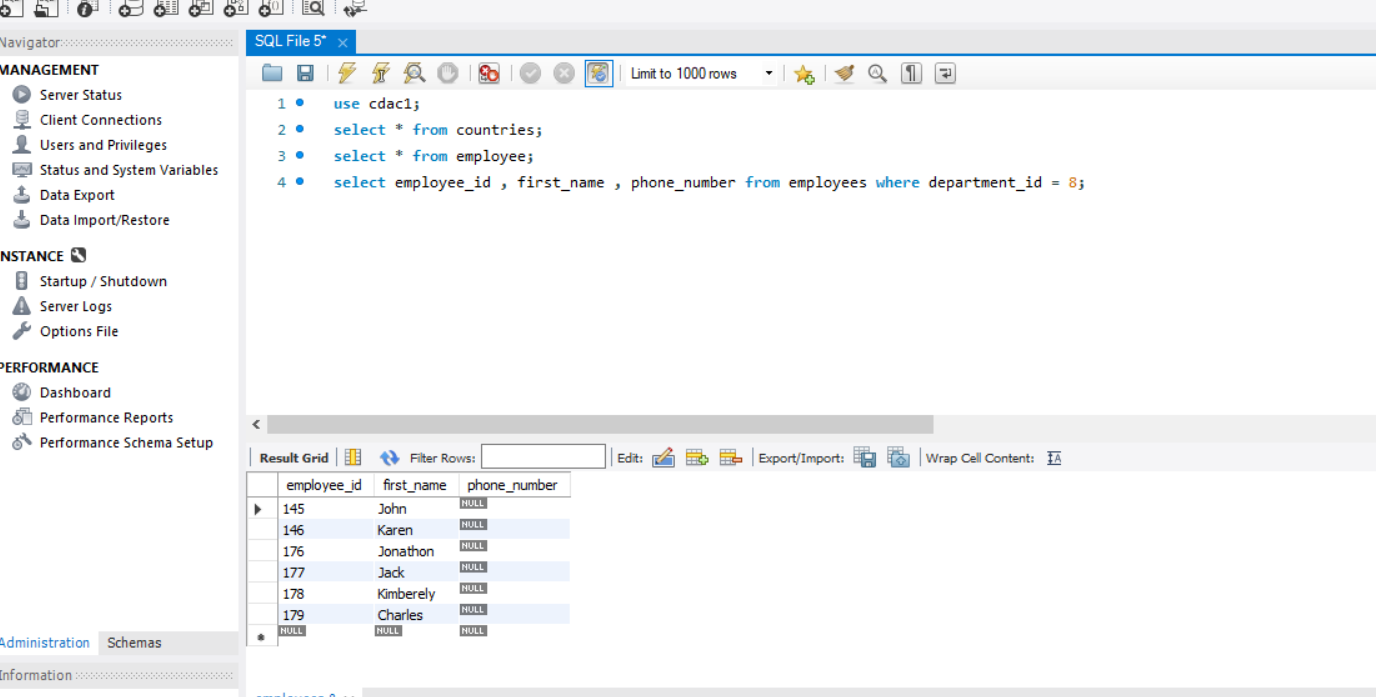 Navigator
SQL File 5*
MANAGEMENT
Server Status
Client Connections
Users and Privileges
Status and System Variables
Data Export
Data Import/Restore
INSTANCE
Startup / Shutdown
Server Logs
Options File
PERFORMANCE
Dashboard
Performance Reports
Performance Schema Setup
Administration Schemas
Information
Limit to 1000 rows
1 use cdac1;
2 select * from countries;
3 select * from employee;
4 select employee_id , first_name , phone_number from employees where department_id = 8;
Result Grid Filter Rows: Edit: Export/Import: Wrap Cell Content:
employee_id first_name phone_number
145 John NULL
146 Karen NULL
176 Jonathon NULL
177 Jack NULL
178 Kimberely NULL
179 Charles NULL
NULL NULL NULL